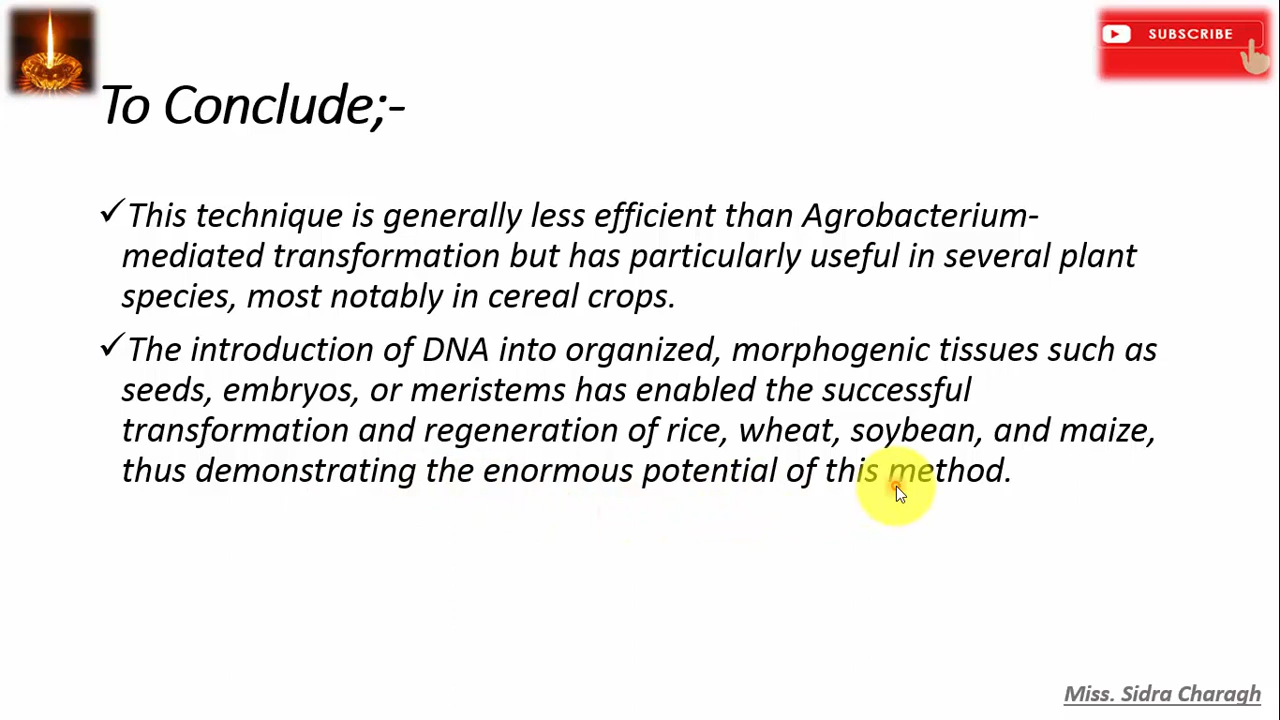 SUBSCRIBE
To Conclude;-
✓This technique is generally less efficient than Agrobacterium-
mediated transformation but has particularly useful in several plant
species, most notably in cereal crops.
✓The introduction of DNA into organized, morphogenic tissues such as
seeds, embryos, or meristems has enabled the successful
transformation and regeneration of rice, wheat, soybean, and maize,
thus demonstrating the enormous potential of this method.
Miss. Sidra Charagh